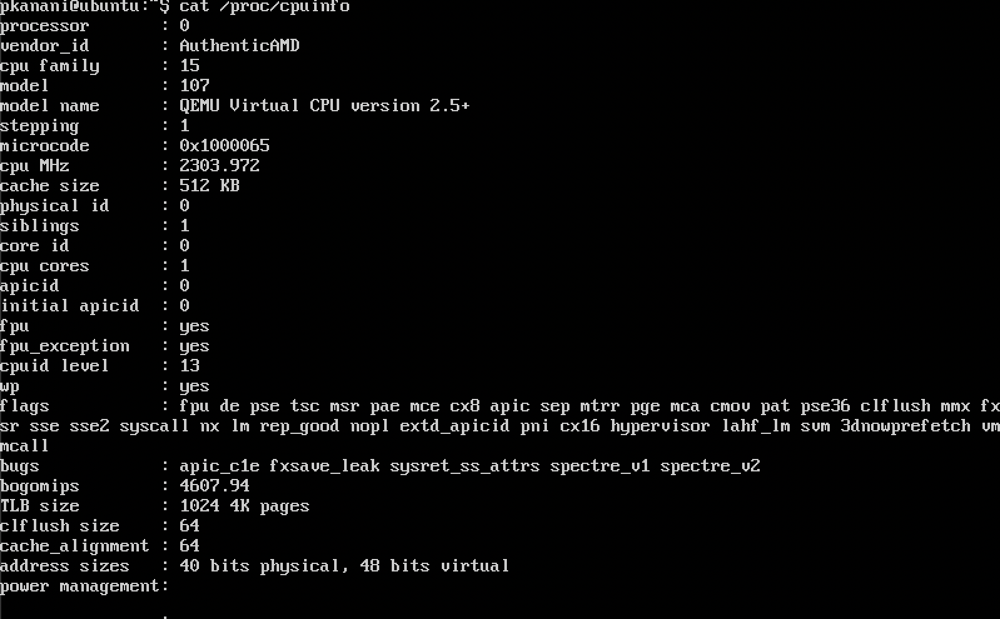 pkanani@ubuntu:~$ cat /proc/cpuinfo
processor       : 0
vendor_id       : AuthenticAMD
cpu family      : 15
model           : 107
model name      : QEMU Virtual CPU version 2.5+
stepping        : 1
microcode       : 0x1000065
cpu MHz         : 2303.972
cache size      : 512 KB
physical id     : 0
siblings        : 1
core id         : 0
cpu cores       : 1
apicid          : 0
initial apicid  : 0
fpu             : yes
fpu_exception   : yes
cpuid level     : 13
wp              : yes
flags           : fpu de pse tsc msr pae mce cx8 apic sep mtrr pge mca cmov pat pse36 clflush mmx fx
sr sse sse2 syscall nx lm rep_good nopl extd_apicid pni cx16 hypervisor lahf_lm svm 3dnowprefetch vm
mcall
bugs            : apic_c1e fxsave_leak sysret_ss_attrs spectre_v1 spectre_v2
bogomips        : 4607.94
TLB size        : 1024 4K pages
clflush size    : 64
cache_alignment : 64
address sizes   : 40 bits physical, 48 bits virtual
power management: